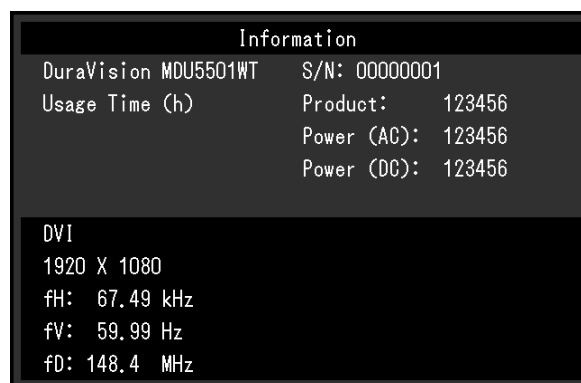 Information
DuraVision MDU5501WT S/N: 00000001
Usage Time (h) Product: 123456
Power (AC): 123456
Power (DC): 123456
DVI
1920 X 1080
fH: 67.49 kHz
fV: 59.99 Hz
fD: 148.4 MHz